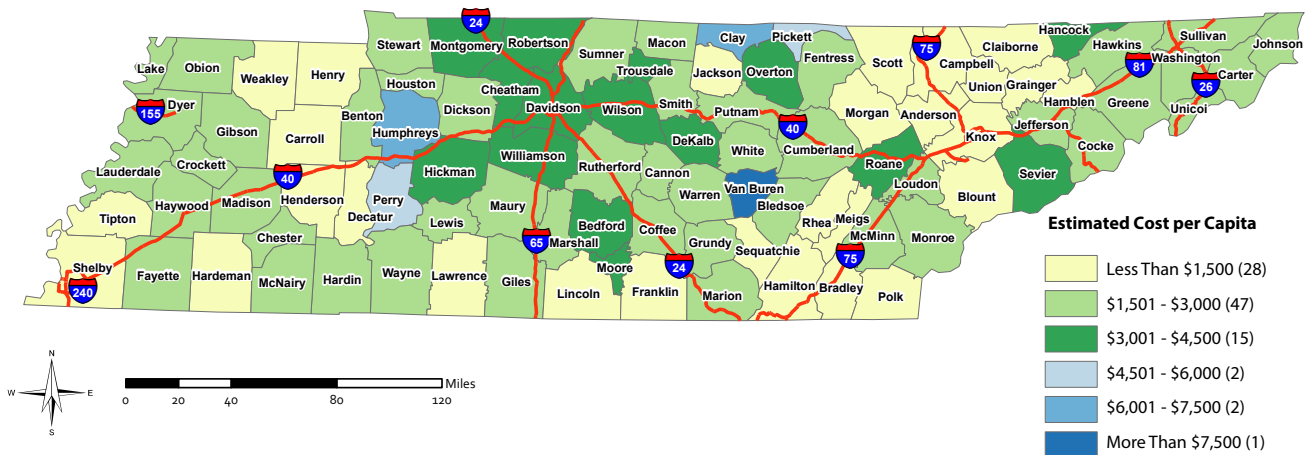 24
Hancock
Stewart
Montgomery
Robertson
Sumner
Macon
Clay
Pickett
75
Claiborne
Hawkins
Sullivan
Johnson
Lake
Obion
Weakley
Henry
Houston
Cheatham
Trousdale
Jackson
Overton
Fentress
Scott
Campbell
Union
Grainger
81
Washington
Carter
26
Unicoi
155
Dyer
Gibson
Carroll
Benton
Humphreys
Dickson
Davidson
Wilson
Smith
Putnam
40
Morgan
Anderson
Hamblen
Greene
Jefferson
Knox
Cocke
Crockett
Lauderdale
40
Hickman
Williamson
Rutherford
Cannon
DeKalb
White
Cumberland
Roane
Loudon
Sevier
Blount
Tipton
Haywood
Madison
Henderson
Decatur
Perry
Lewis
Maury
Bedford
Coffee
Warren
Van Buren
Bledsoe
Rhea
Meigs
McMinn
Monroe
Shelby
240
Fayette
Hardeman
Chester
McNairy
Hardin
Wayne
Lawrence
Giles
65
Marshall
Moore
Lincoln
Franklin
24
Grundy
Sequatchie
Marion
Hamilton
Bradley
75
Polk
Estimated Cost per Capita
Less Than $1,500 (28)
$1,501 - $3,000 (47)
$3,001 - $4,500 (15)
$4,501 - $6,000 (2)
$6,001 - $7,500 (2)
More Than $7,500 (1)
N
W
E
S
Miles
0 20 40 80 120